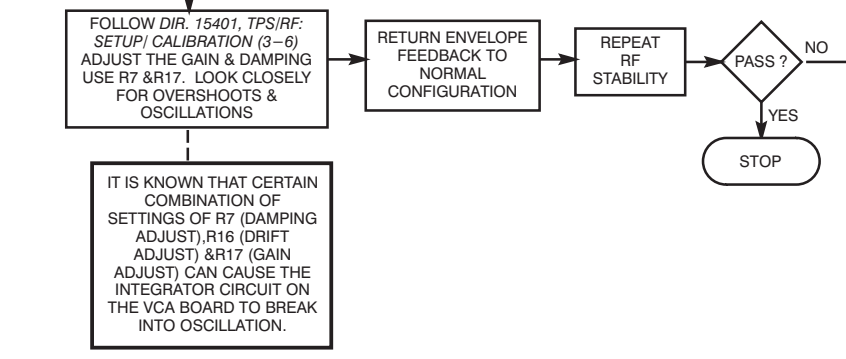 FOLLOW DIR. 15401, TPS/RF:
SETUP/ CALIBRATION (3–6)
ADJUST THE GAIN & DAMPING
USE R7 &R17. LOOK CLOSELY
FOR OVERSHOOTS &
OSCILLATIONS
RETURN ENVELOPE
FEEDBACK TO
NORMAL
CONFIGURATION
REPEAT
RF
STABILITY
PASS ?
NO
YES
STOP
IT IS KNOWN THAT CERTAIN
COMBINATION OF
SETTINGS OF R7 (DAMPING
ADJUST),R16 (DRIFT
ADJUST) &R17 (GAIN
ADJUST) CAN CAUSE THE
INTEGRATOR CIRCUIT ON
THE VCA BOARD TO BREAK
INTO OSCILLATION.